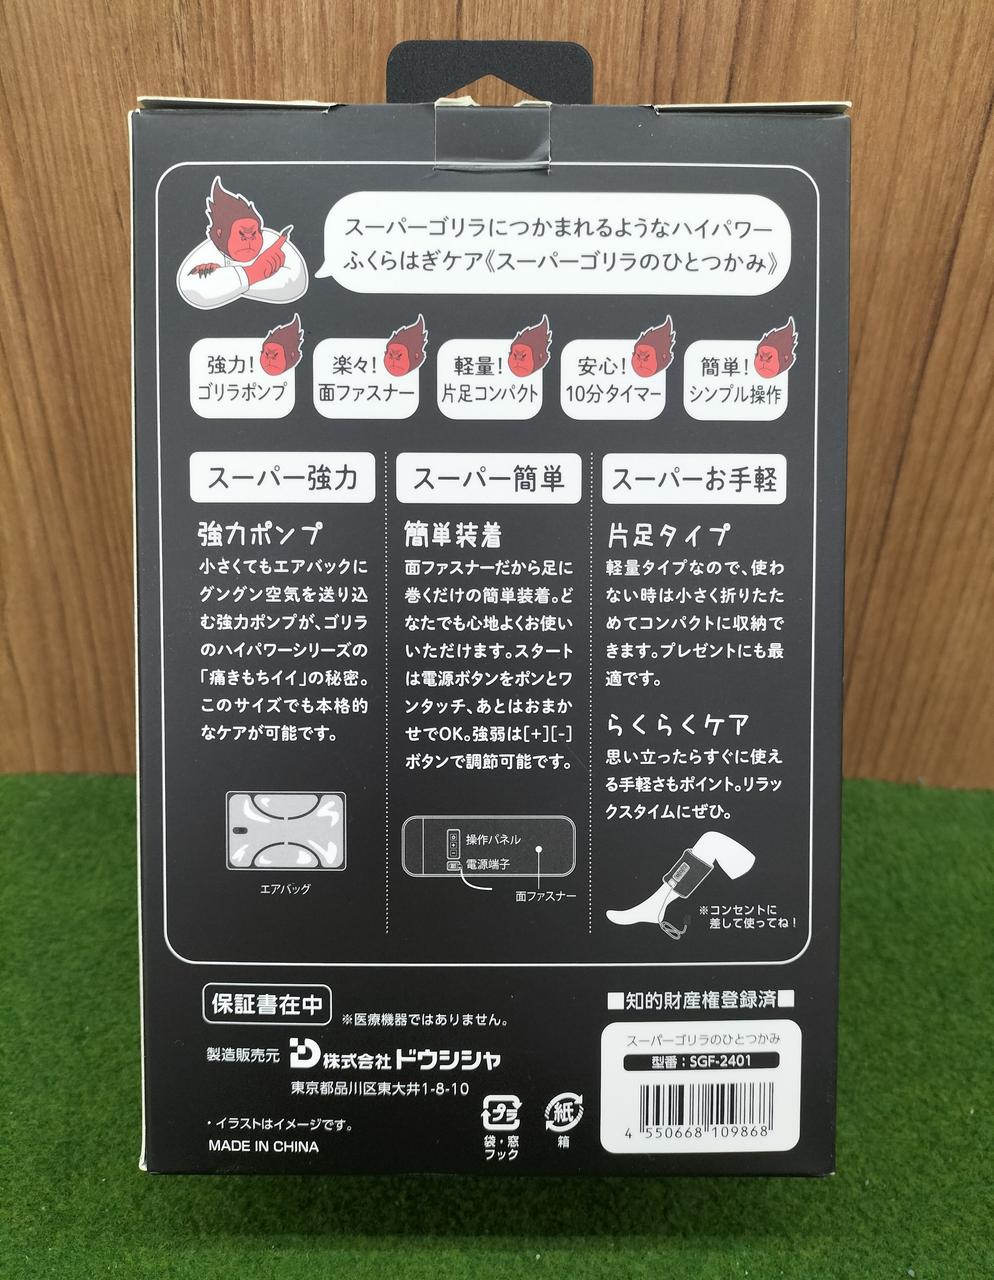 スーパーゴリラにつかまれるようなハイパワー
ふくらはぎケア《スーパーゴリラのひとつかみ》
強力!
ゴリラポンプ
楽々!
面ファスナー
軽量!
片足コンパクト
安心!
10分タイマー
簡単!
シンプル操作
スーパー強力
強力ポンプ
小さくてもエアバックに
グングン空気を送り込
む強力ポンプが、ゴリラ
のハイパワーシリーズの
「痛きもちイイ」の秘密。
このサイズでも本格的
なケアが可能です。
エアバッグ
スーパー簡単
簡単装着
面ファスナーだから足に
巻くだけの簡単装着。ど
なたでも心地よくお使い
いただけます。スタート
は電源ボタンをポンとワ
ンタッチ、あとはおまか
せでOK。強弱は[+][-]
ボタンで調節可能です。
操作パネル
電源端子
面ファスナー
スーパーお手軽
片足タイプ
軽量タイプなので、使わ
ない時は小さく折りたた
めてコンパクトに収納で
きます。プレゼントにも最
適です。
らくらくケア
思い立ったらすぐに使え
る手軽さもポイント。リラッ
クスタイムにぜひ。
※コンセントに
差して使ってね!
保証書在中
※医療機器ではありません。
製造販売元
株式会社ドウシシャ
東京都品川区東大井1-8-10
・イラストはイメージです。
MADE IN CHINA
プラ
袋・窓
フック
紙
箱
■知的財産権登録済■
スーパーゴリラのひとつかみ
型番:SGF-2401
4 550668 109868